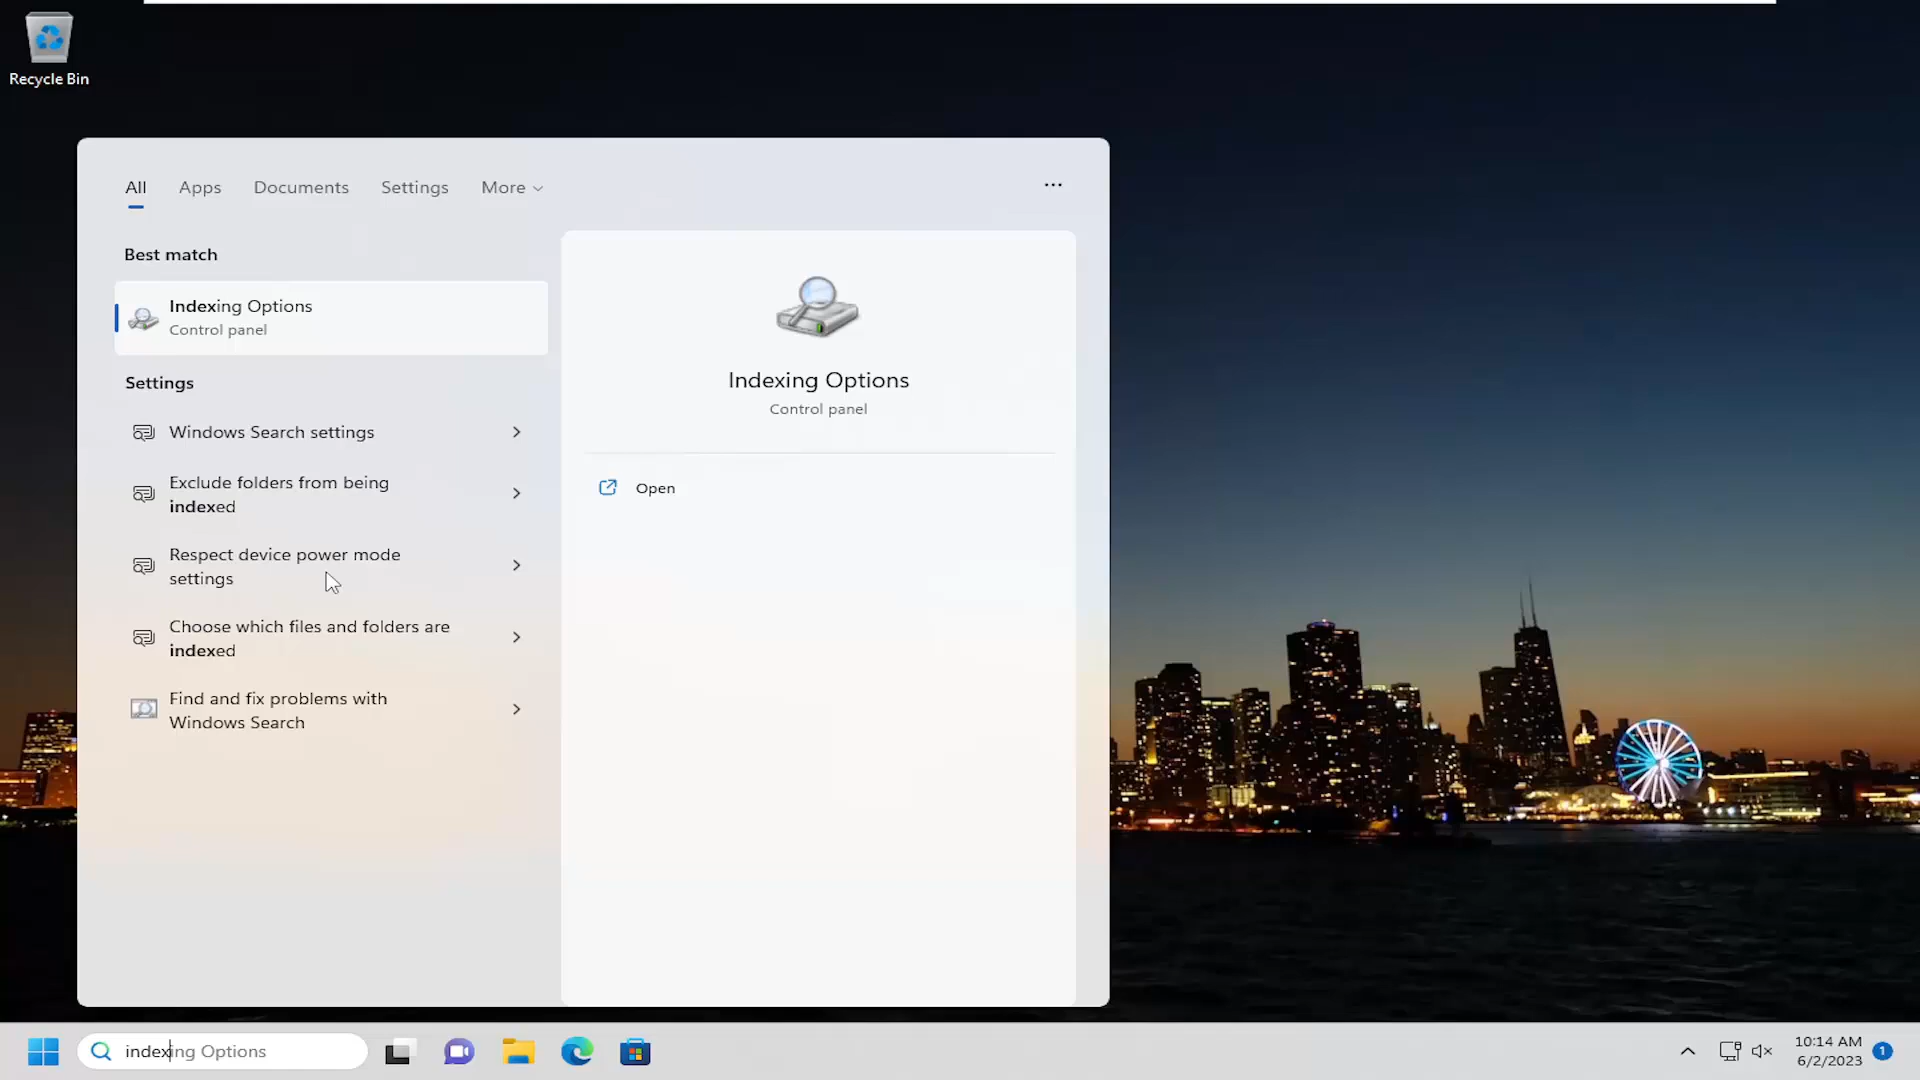 Recycle Bin
All Apps Documents Settings More
Best match
Indexing Options
Control panel
Settings
Windows Search settings
Exclude folders from being
indexed
Respect device power mode
settings
Choose which files and folders are
indexed
Find and fix problems with
Windows Search
Indexing Options
Control panel
Open
indexing Options
10:14 AM
6/2/2023
1